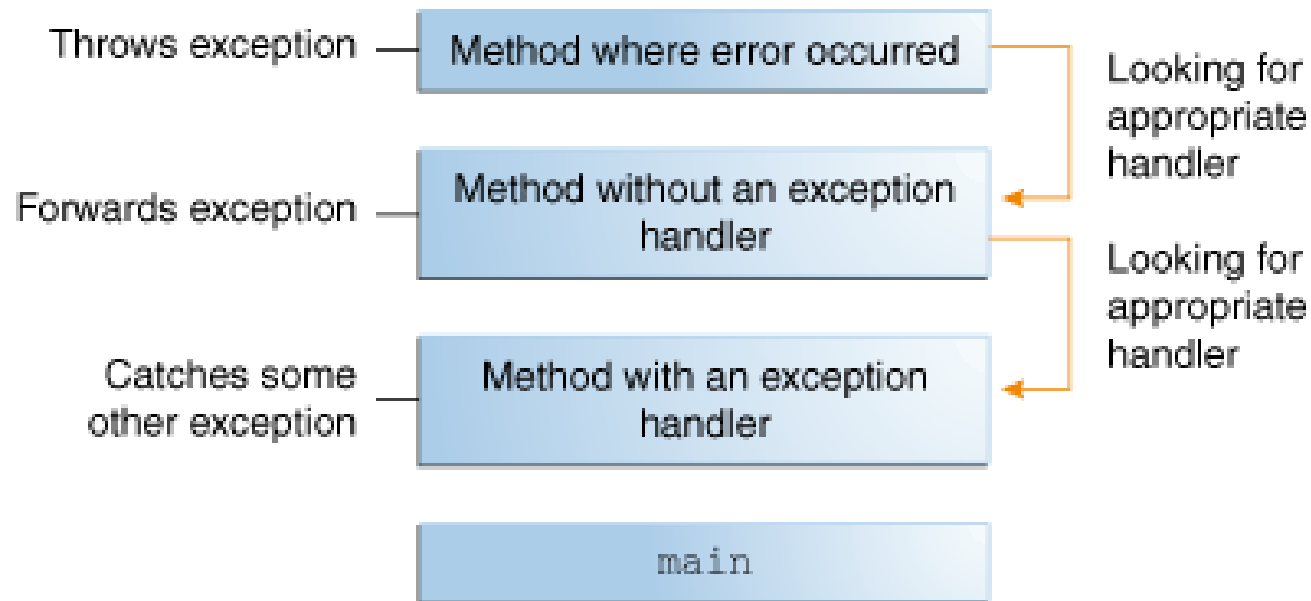 Throws exception
Method where error occurred
Looking for
appropriate
handler
Forwards exception
Method without an exception
handler
Looking for
appropriate
handler
Catches some
other exception
Method with an exception
handler
main